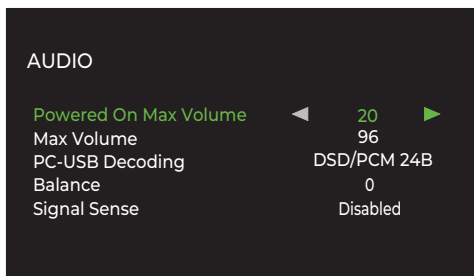 AUDIO
Powered On Max Volume ◀ 20 ▶
Max Volume 96
PC-USB Decoding DSD/PCM 24B
Balance 0
Signal Sense Disabled